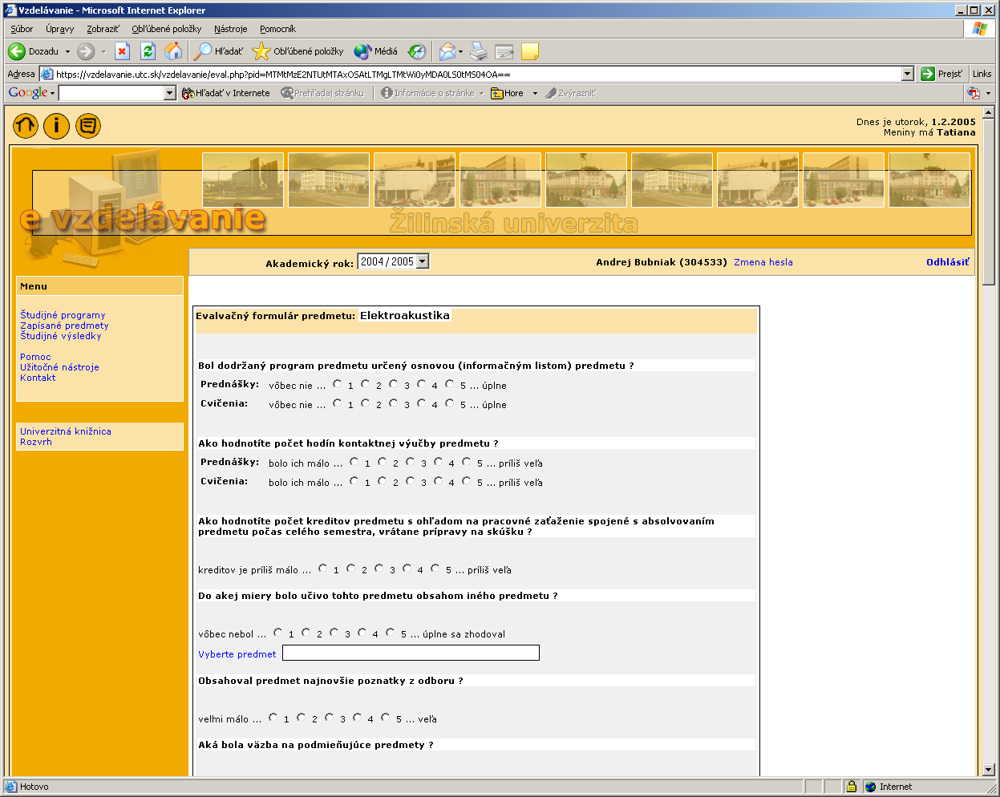 Vzdelávanie - Microsoft Internet Explorer
Súbor Úpravy Zobraziť Obľúbené položky Nástroje Pomocník
Dozadu Hľadať Obľúbené položky Médiá
Adresa https://vzdelavanie.utc.sk/vzdelavanie/eval.php?pid=MTMtMzE2NTUtMTAxOSAtLTMgLTMtWi0yMDA0LS0tMS04OA== Prejsť Links
Google Hľadať v Internete Prehľadaj stránku Informácie o stránke Hore Zvýrazniť
Dnes je utorok, 1.2.2005
Meniny má Tatiana
e vzdelávanie Žilinská univerzita
Akademický rok: 2004 / 2005 Andrej Bubniak (304533) Zmena hesla Odhlásiť
Menu
Študijné programy
Zapísané predmety
Študijné výsledky
Pomoc
Užitočné nástroje
Kontakt
Univerzitná knižnica
Rozvrh
Evalvačný formulár predmetu: Elektroakustika
Bol dodržaný program predmetu určený osnovou (informačným listom) predmetu ?
Prednášky: vôbec nie ... 1 2 3 4 5 ... úplne
Cvičenia: vôbec nie ... 1 2 3 4 5 ... úplne
Ako hodnotíte počet hodín kontaktnej výučby predmetu ?
Prednášky: bolo ich málo ... 1 2 3 4 5 ... príliš veľa
Cvičenia: bolo ich málo ... 1 2 3 4 5 ... príliš veľa
Ako hodnotíte počet kreditov predmetu s ohľadom na pracovné zaťaženie spojené s absolvovaním
predmetu počas celého semestra, vrátane prípravy na skúšku ?
kreditov je príliš málo ... 1 2 3 4 5 ... príliš veľa
Do akej miery bolo učivo tohto predmetu obsahom iného predmetu ?
vôbec nebol ... 1 2 3 4 5 ... úplne sa zhodoval
Vyberte predmet
Obsahoval predmet najnovšie poznatky z odboru ?
veľmi málo ... 1 2 3 4 5 ... veľa
Aká bola väzba na podmieňujúce predmety ?
Hotovo Internet